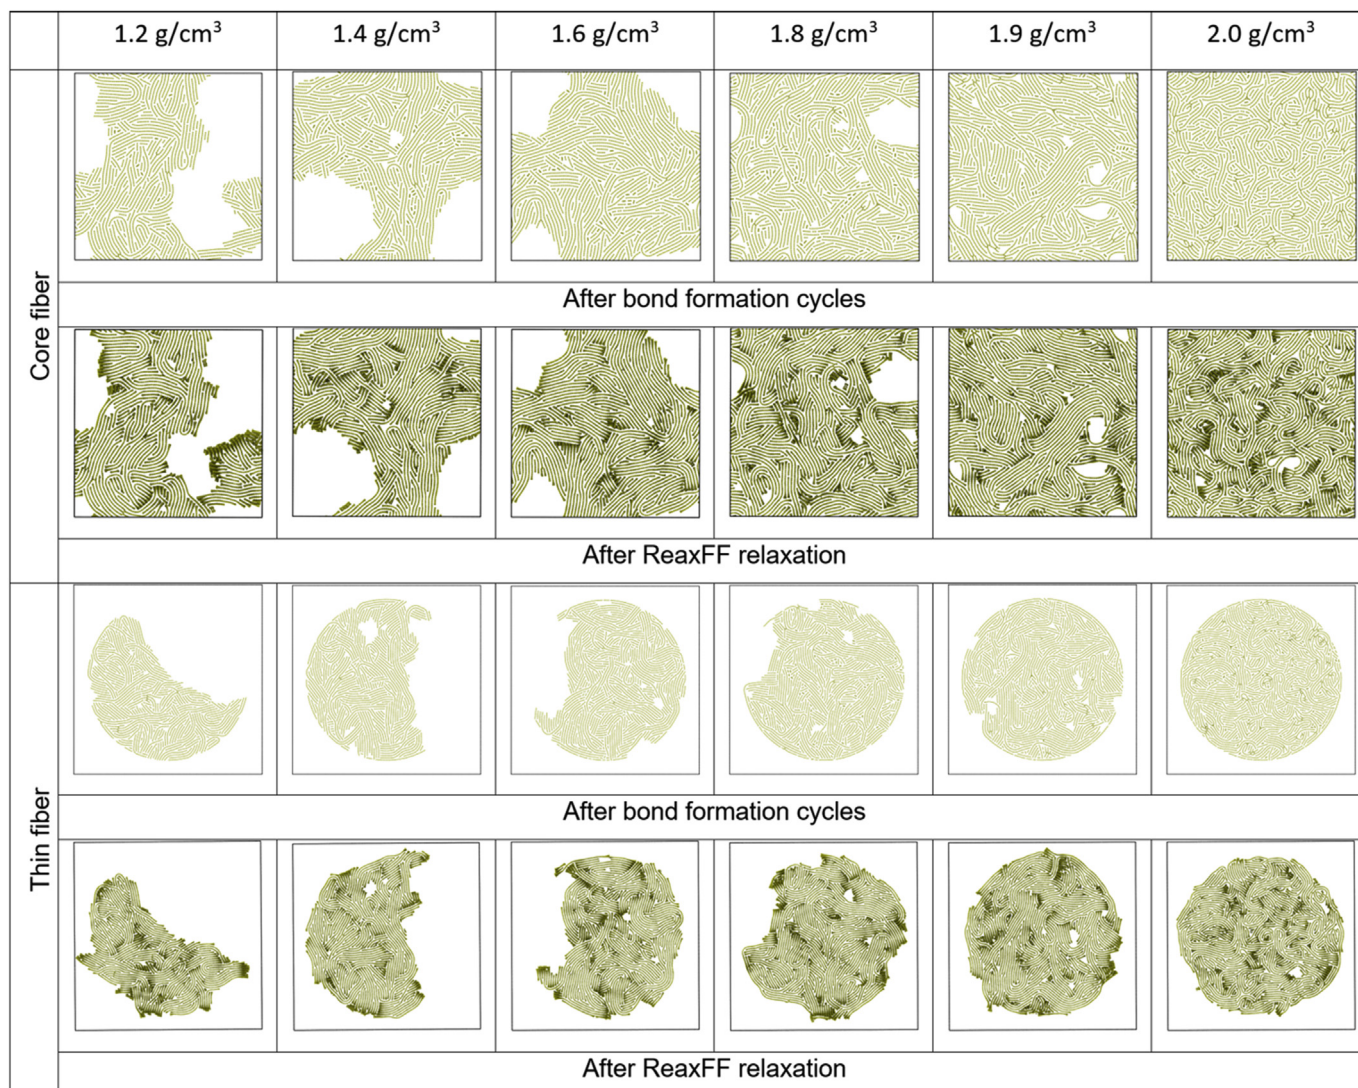 1.2 g/cm³ 1.4 g/cm³ 1.6 g/cm³ 1.8 g/cm³ 1.9 g/cm³ 2.0 g/cm³
Core fiber
After bond formation cycles
After ReaxFF relaxation
Thin fiber
After bond formation cycles
After ReaxFF relaxation